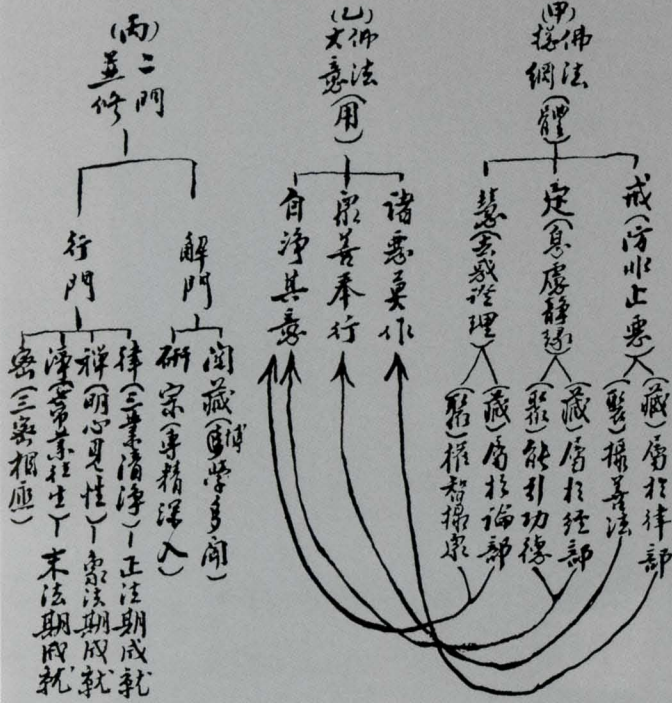 (甲)佛法總綱(體)
戒(防非止惡)
(藏)屬於律部
(聚)攝善法
定(息慮靜緣)
(藏)屬於經部
(聚)能引功德
慧(去惑證理)
(藏)屬於論部
(聚)權智攝眾
(乙)佛法大意(用)
諸惡莫作
眾善奉行
自淨其意
(丙)二門並修
解門
閱藏(博學多聞)
研宗(專精深入)
行門
律(三業清淨)—正法期成就
禪(明心見性)—像法期成就
淨(帶業往生)—末法期成就
密(三密相應)